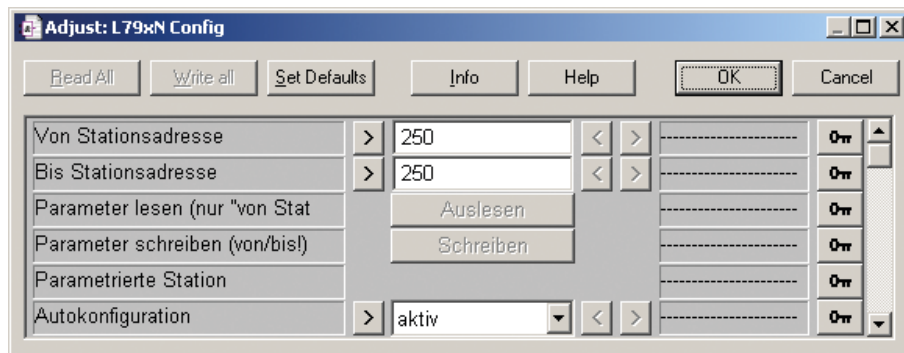 Adjust: L79xN Config
Read All Write all Set Defaults Info Help OK Cancel
Von Stationsadresse > 250 < > ---------------------
Bis Stationsadresse > 250 < > ---------------------
Parameter lesen (nur "von Stat Auslesen ---------------------
Parameter schreiben (von/bis!) Schreiben ---------------------
Parametrierte Station ---------------------
Autokonfiguration > aktiv < > ---------------------